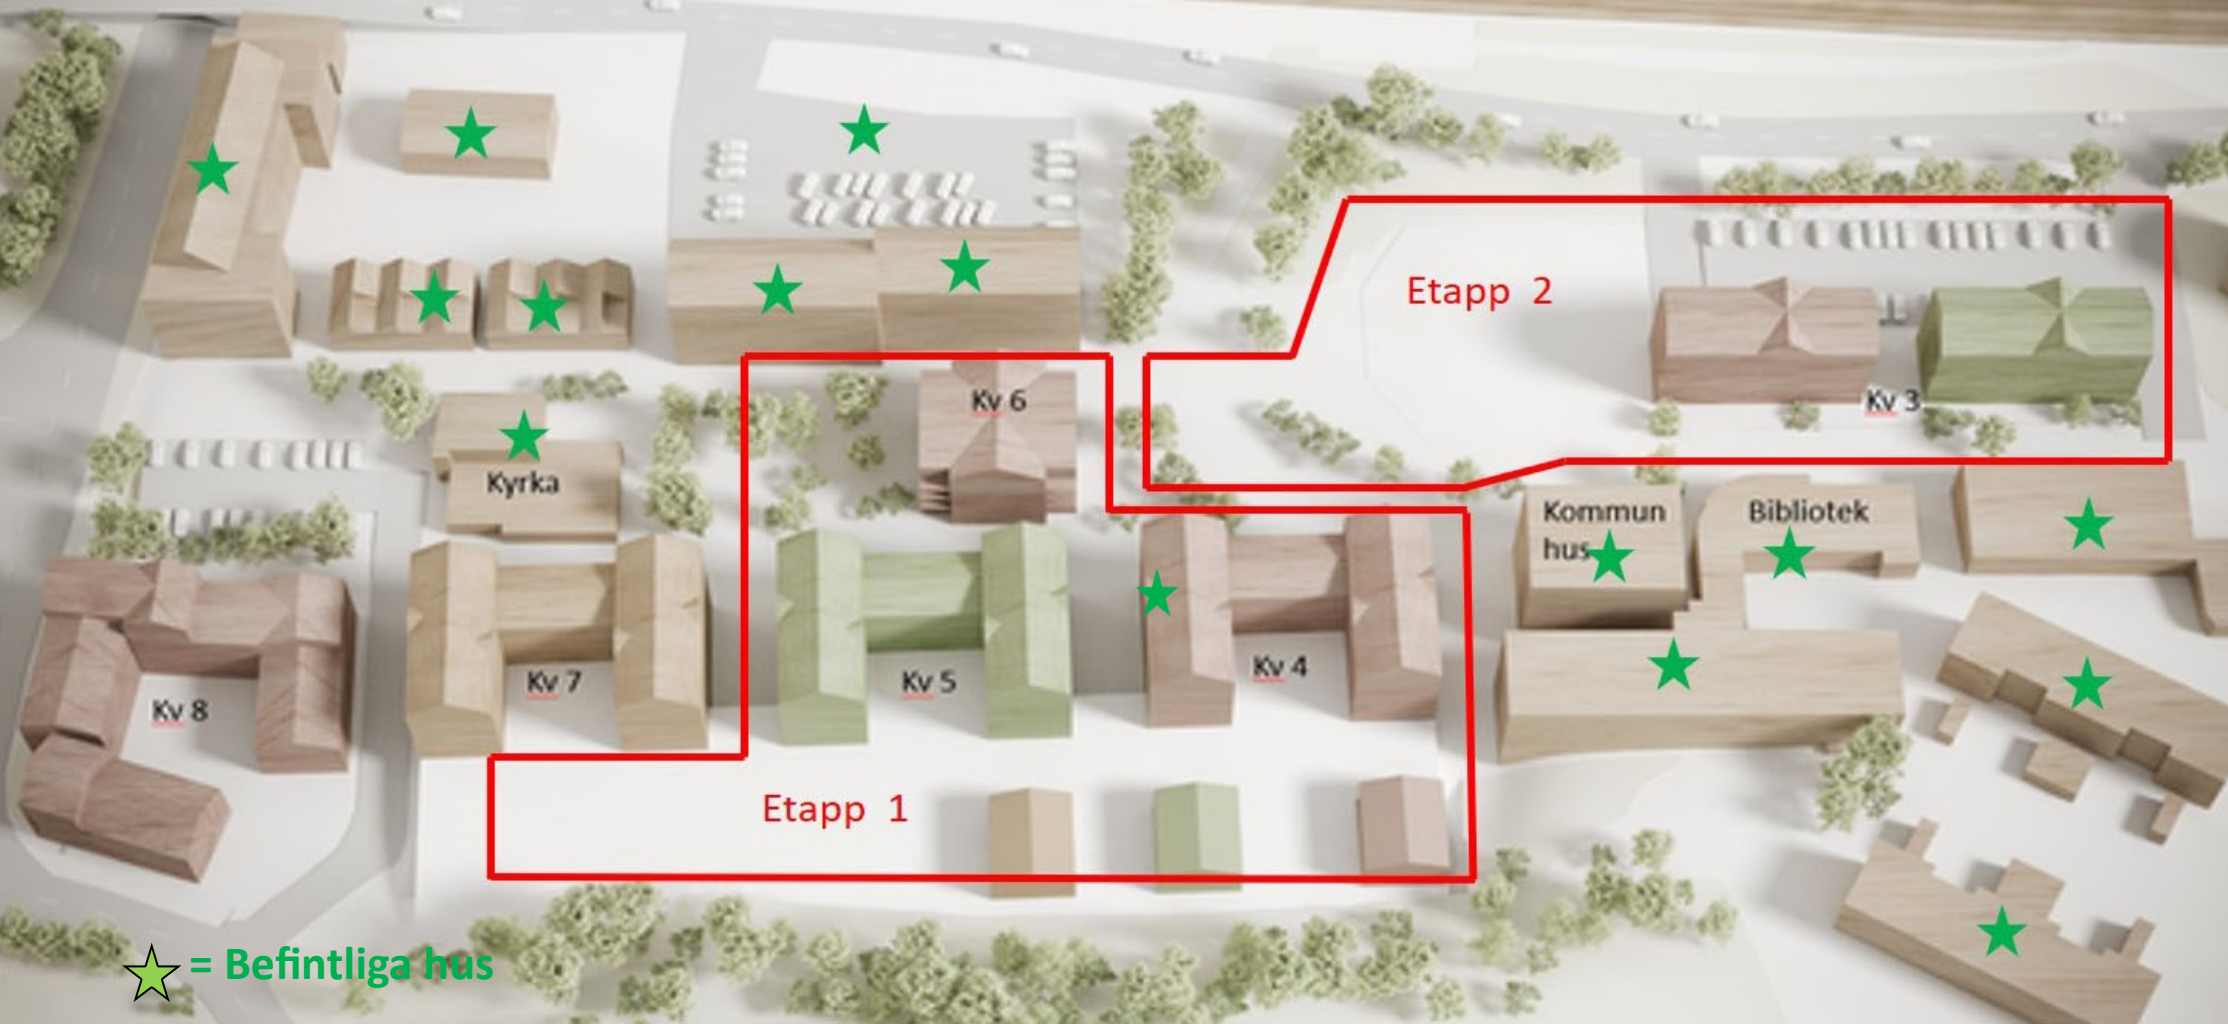 Etapp 2
Kv 6
Kv 3
Kyrka
Kommun
hus
Bibliotek
Kv 8
Kv 7
Kv 5
Kv 4
Etapp 1
= Befintliga hus